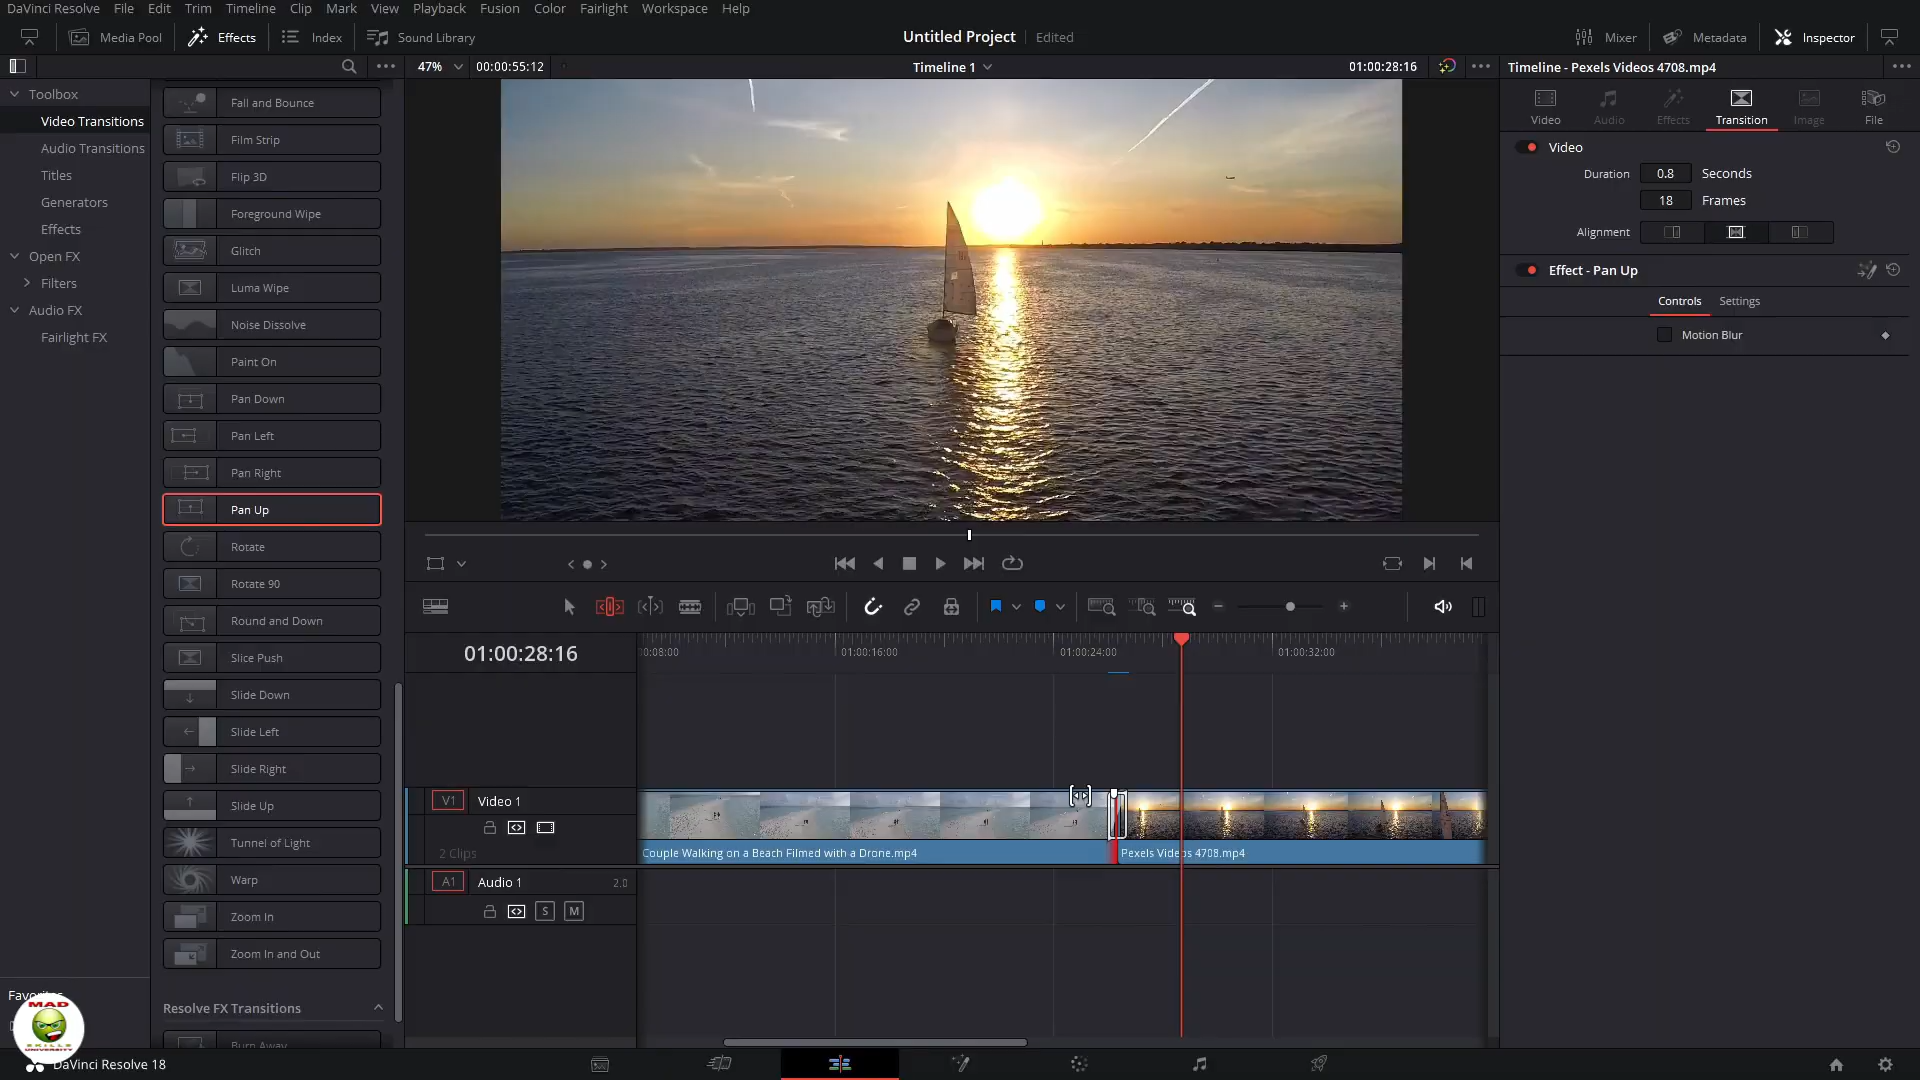 DaVinci Resolve File Edit Trim Timeline Clip Mark View Playback Fusion Color Fairlight Workspace Help
Media Pool Effects Index Sound Library Untitled Project Edited Mixer Metadata Inspector
47% 00:00:55:12 Timeline 1 01:00:28:16 Timeline - Pexels Videos 4708.mp4
Toolbox
Video Transitions
Audio Transitions
Titles
Generators
Effects
Open FX
Filters
Audio FX
Fairlight FX
Fall and Bounce
Film Strip
Flip 3D
Foreground Wipe
Glitch
Luma Wipe
Noise Dissolve
Paint On
Pan Down
Pan Left
Pan Right
Pan Up
Rotate
Rotate 90
Round and Down
Slice Push
Slide Down
Slide Left
Slide Right
Slide Up
Tunnel of Light
Warp
Zoom In
Zoom In and Out
Resolve FX Transitions
Burn Away
Video Audio Effects Transition Image File
Video
Duration 0.8 Seconds
18 Frames
Alignment
Effect - Pan Up
Controls Settings
Motion Blur
01:00:28:16
01:00:16:00 01:00:24:00 01:00:32:00
V1 Video 1
2 Clips
Couple Walking on a Beach Filmed with a Drone.mp4
Pexels Videos 4708.mp4
A1 Audio 1 2.0
S M
MAD
SKILLS
UNIVERSITY
DaVinci Resolve 18